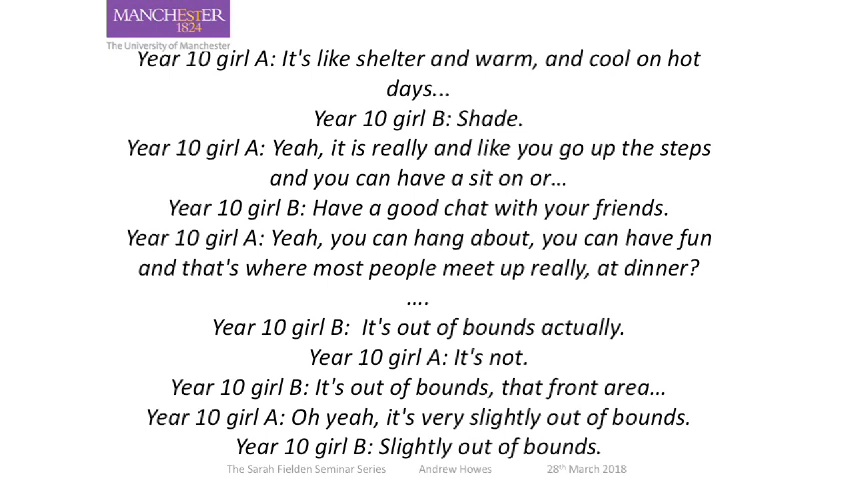 MANCHESTER
1824
The University of Manchester
Year 10 girl A: It's like shelter and warm, and cool on hot
days...
Year 10 girl B: Shade.
Year 10 girl A: Yeah, it is really and like you go up the steps
and you can have a sit on or…
Year 10 girl B: Have a good chat with your friends.
Year 10 girl A: Yeah, you can hang about, you can have fun
and that's where most people meet up really, at dinner?
….
Year 10 girl B:  It's out of bounds actually.
Year 10 girl A: It's not.
Year 10 girl B: It's out of bounds, that front area…
Year 10 girl A: Oh yeah, it's very slightly out of bounds.
Year 10 girl B: Slightly out of bounds.
The Sarah Fielden Seminar Series Andrew Howes 28th March 2018